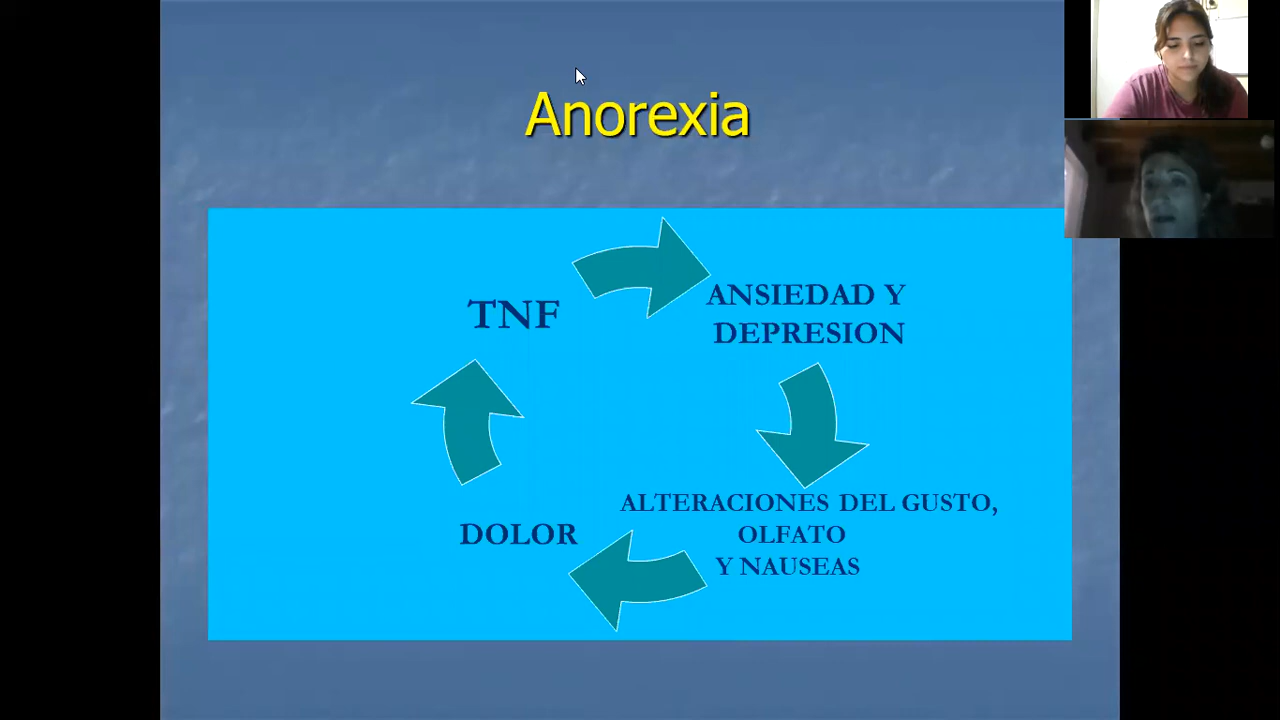 Anorexia
TNF
ANSIEDAD Y
DEPRESION
ALTERACIONES DEL GUSTO,
OLFATO
Y NAUSEAS
DOLOR